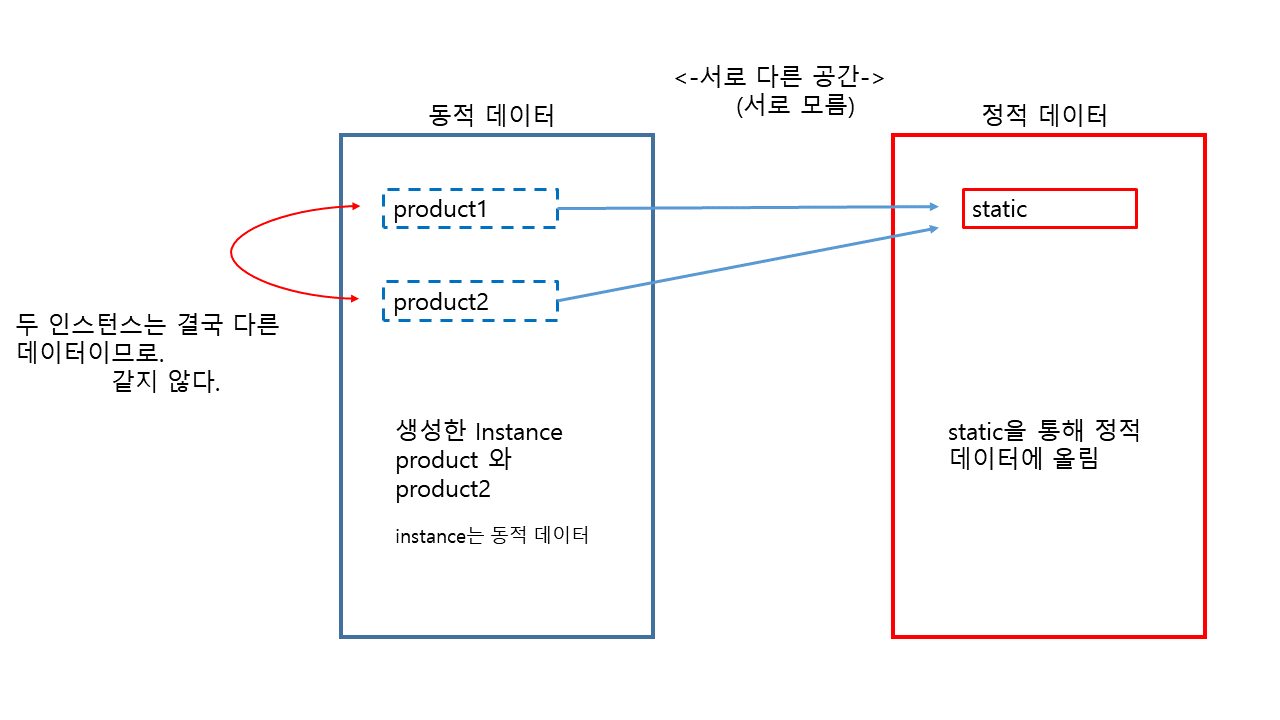 <-서로 다른 공간->
(서로 모름)
동적 데이터
정적 데이터
product1
static
product2
두 인스턴스는 결국 다른
데이터이므로.
같지 않다.
생성한 Instance
product 와
product2
instance는 동적 데이터
static을 통해 정적
데이터에 올림